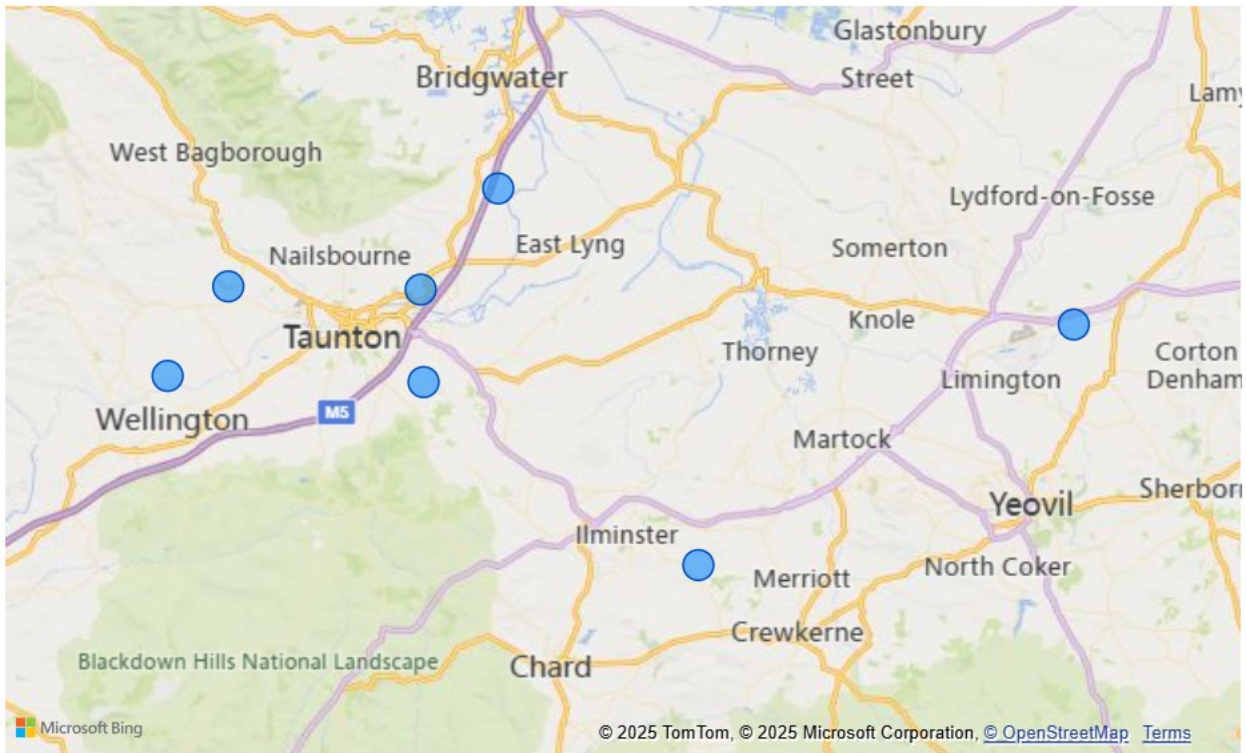 Glastonbury
Bridgwater
Street
Lamy
West Bagborough
Lydford-on-Fosse
East Lyng
Nailsbourne
Somerton
Knole
Taunton
Thorney
Corton
Denham
Limington
M5
Wellington
Martock
Sherborn
Yeovil
Ilminster
North Coker
Merriott
Crewkerne
Blackdown Hills National Landscape
Chard
Microsoft Bing
© 2025 TomTom, © 2025 Microsoft Corporation, © OpenStreetMap Terms